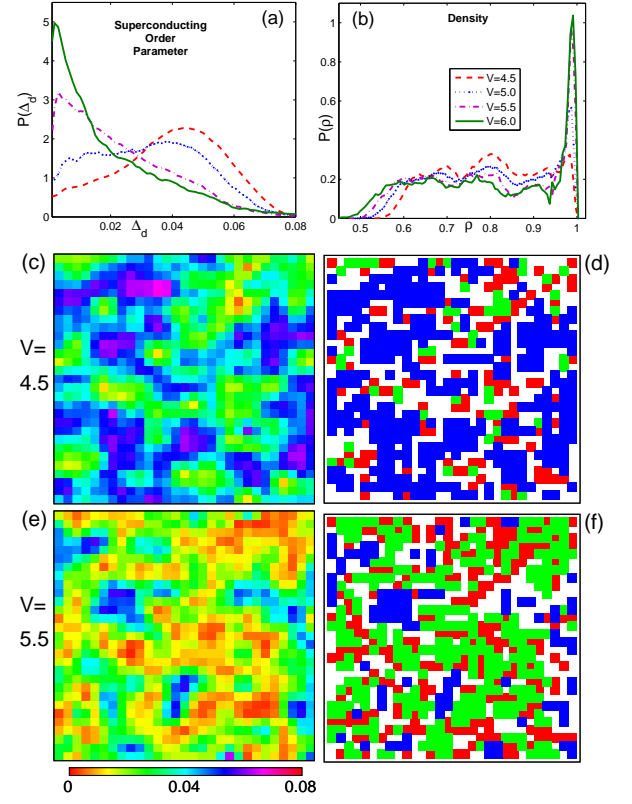 (a)
Superconducting
Order
Parameter
P(Δd)
5
4
3
2
1
0
0.02
0.04
0.06
0.08
Δd
(b)
Density
P(ρ)
1
0.8
0.6
0.4
0.2
0
V=4.5
V=5.0
V=5.5
V=6.0
0.5
0.6
0.7
0.8
0.9
1
ρ
(c)
(d)
V=
4.5
(e)
(f)
V=
5.5
0
0.04
0.08